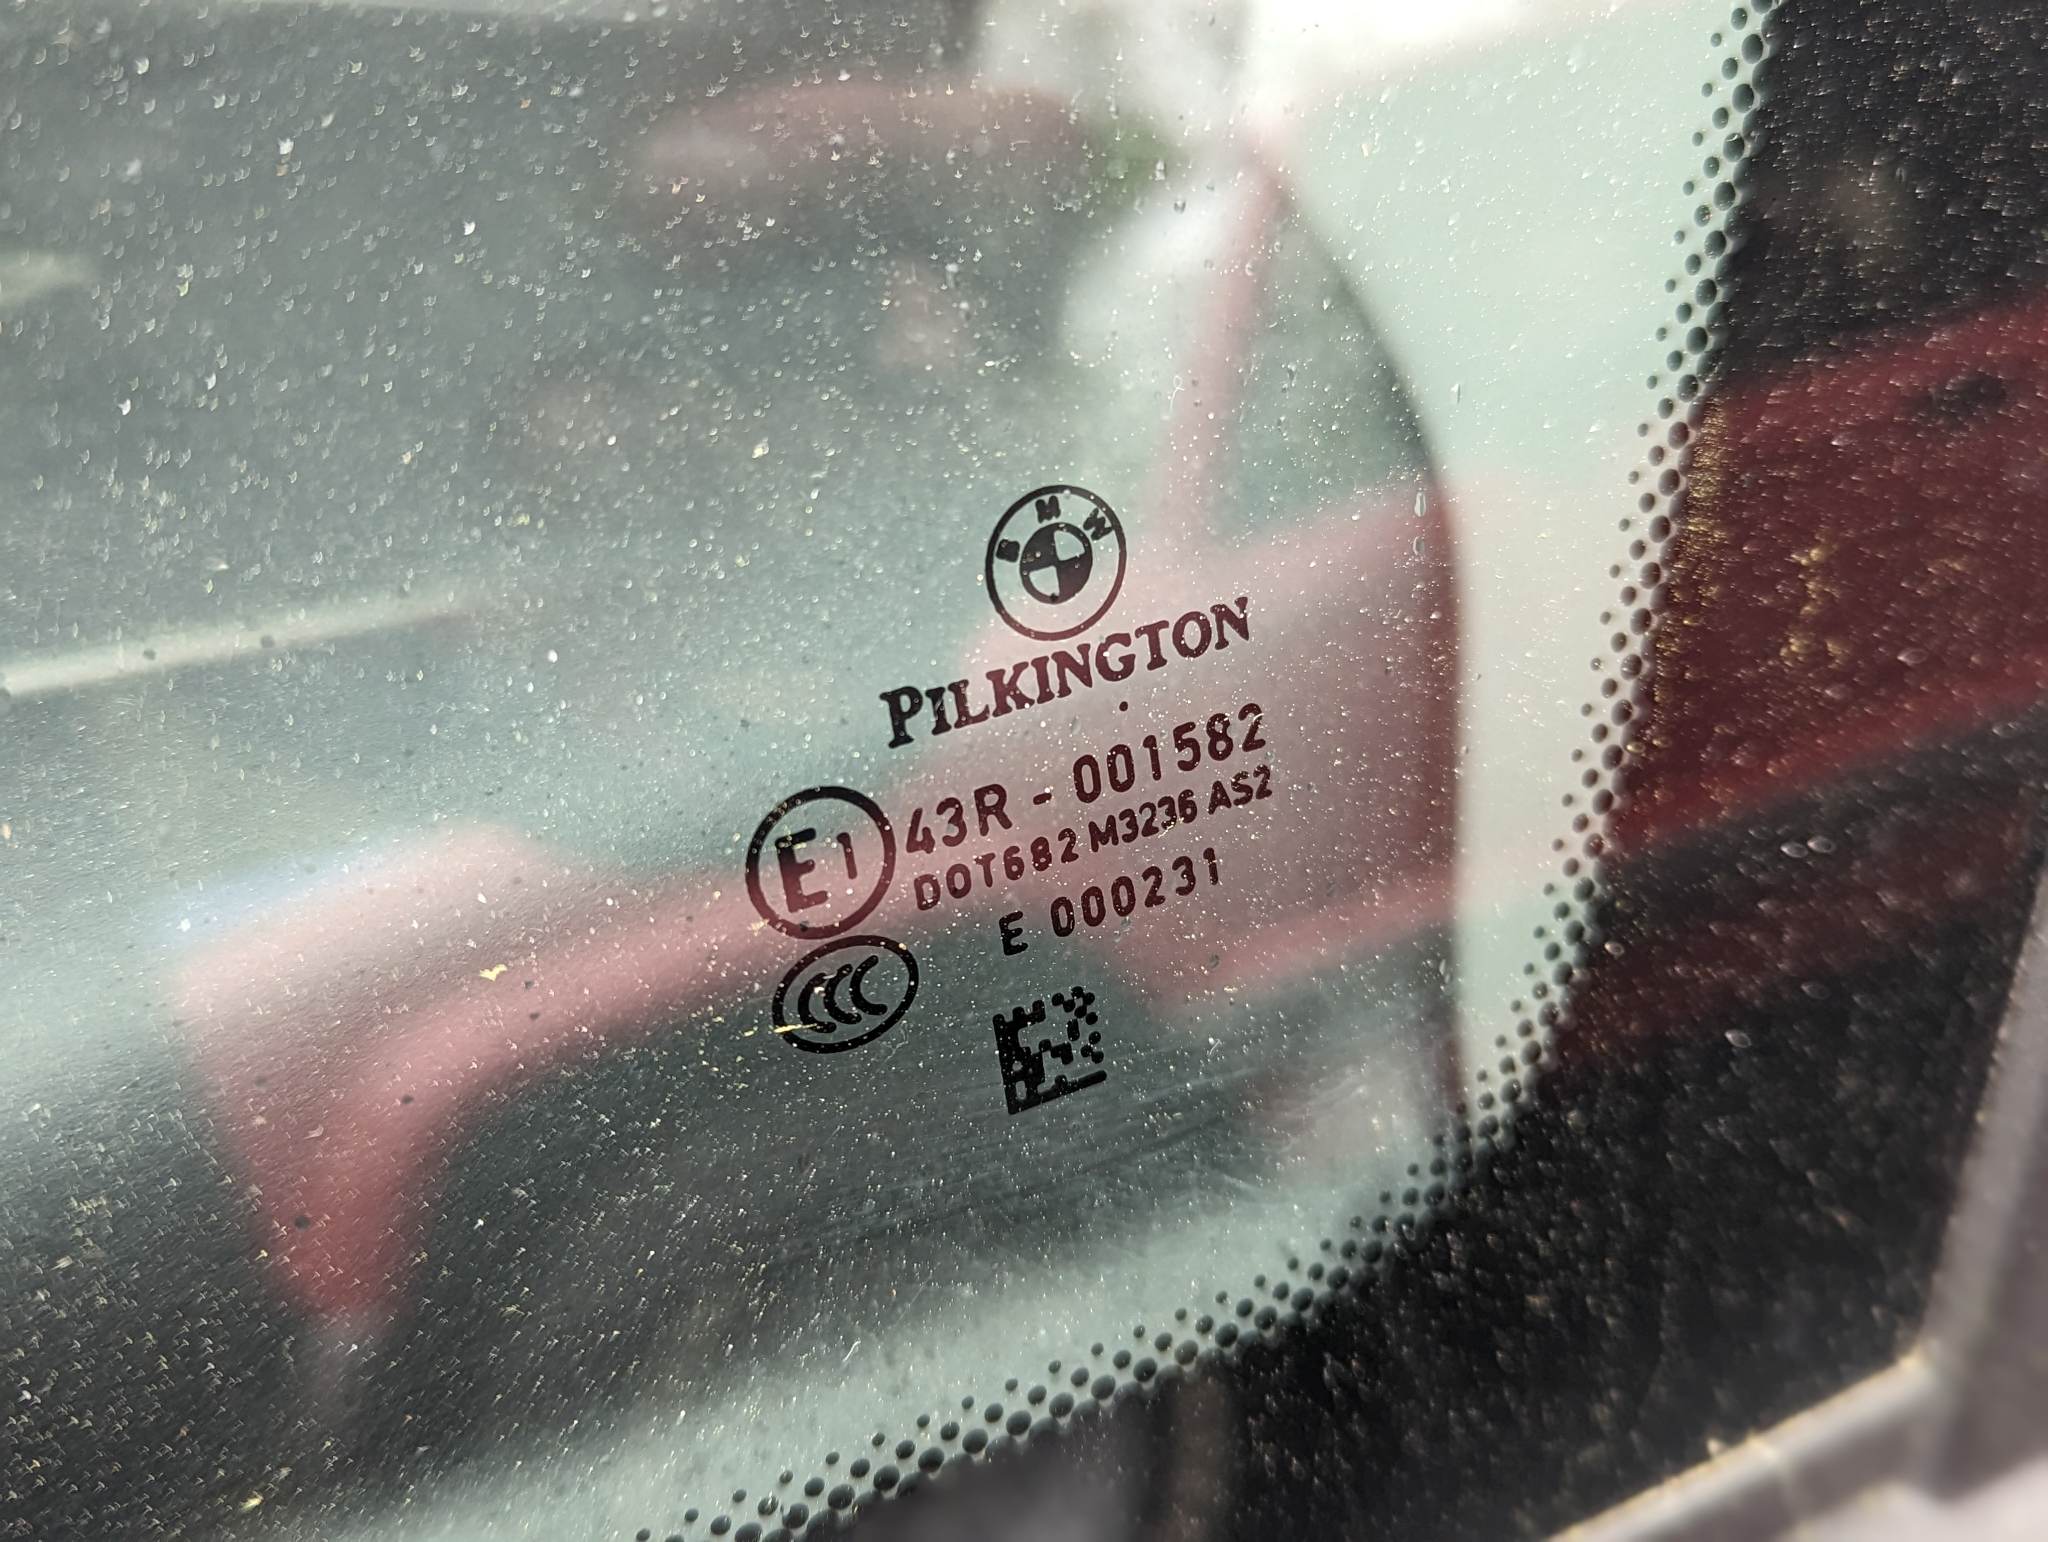 BMW
PILKINGTON
E1 43R - 001582
DOT682 M3236 AS2
E 000231
CCC